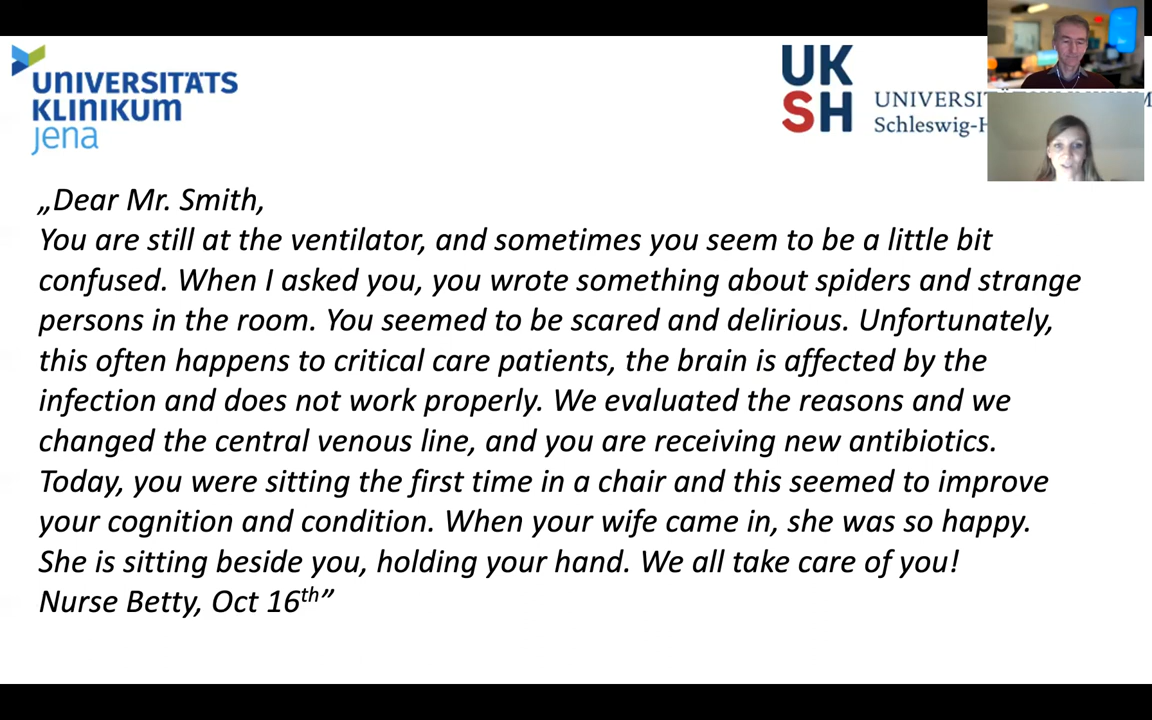 UNIVERSITÄTS
KLINIKUM
jena
UK
SH
Schleswig-H
„Dear Mr. Smith,
You are still at the ventilator, and sometimes you seem to be a little bit
confused. When I asked you, you wrote something about spiders and strange
persons in the room. You seemed to be scared and delirious. Unfortunately,
this often happens to critical care patients, the brain is affected by the
infection and does not work properly. We evaluated the reasons and we
changed the central venous line, and you are receiving new antibiotics.
Today, you were sitting the first time in a chair and this seemed to improve
your cognition and condition. When your wife came in, she was so happy.
She is sitting beside you, holding your hand. We all take care of you!
Nurse Betty, Oct 16th”